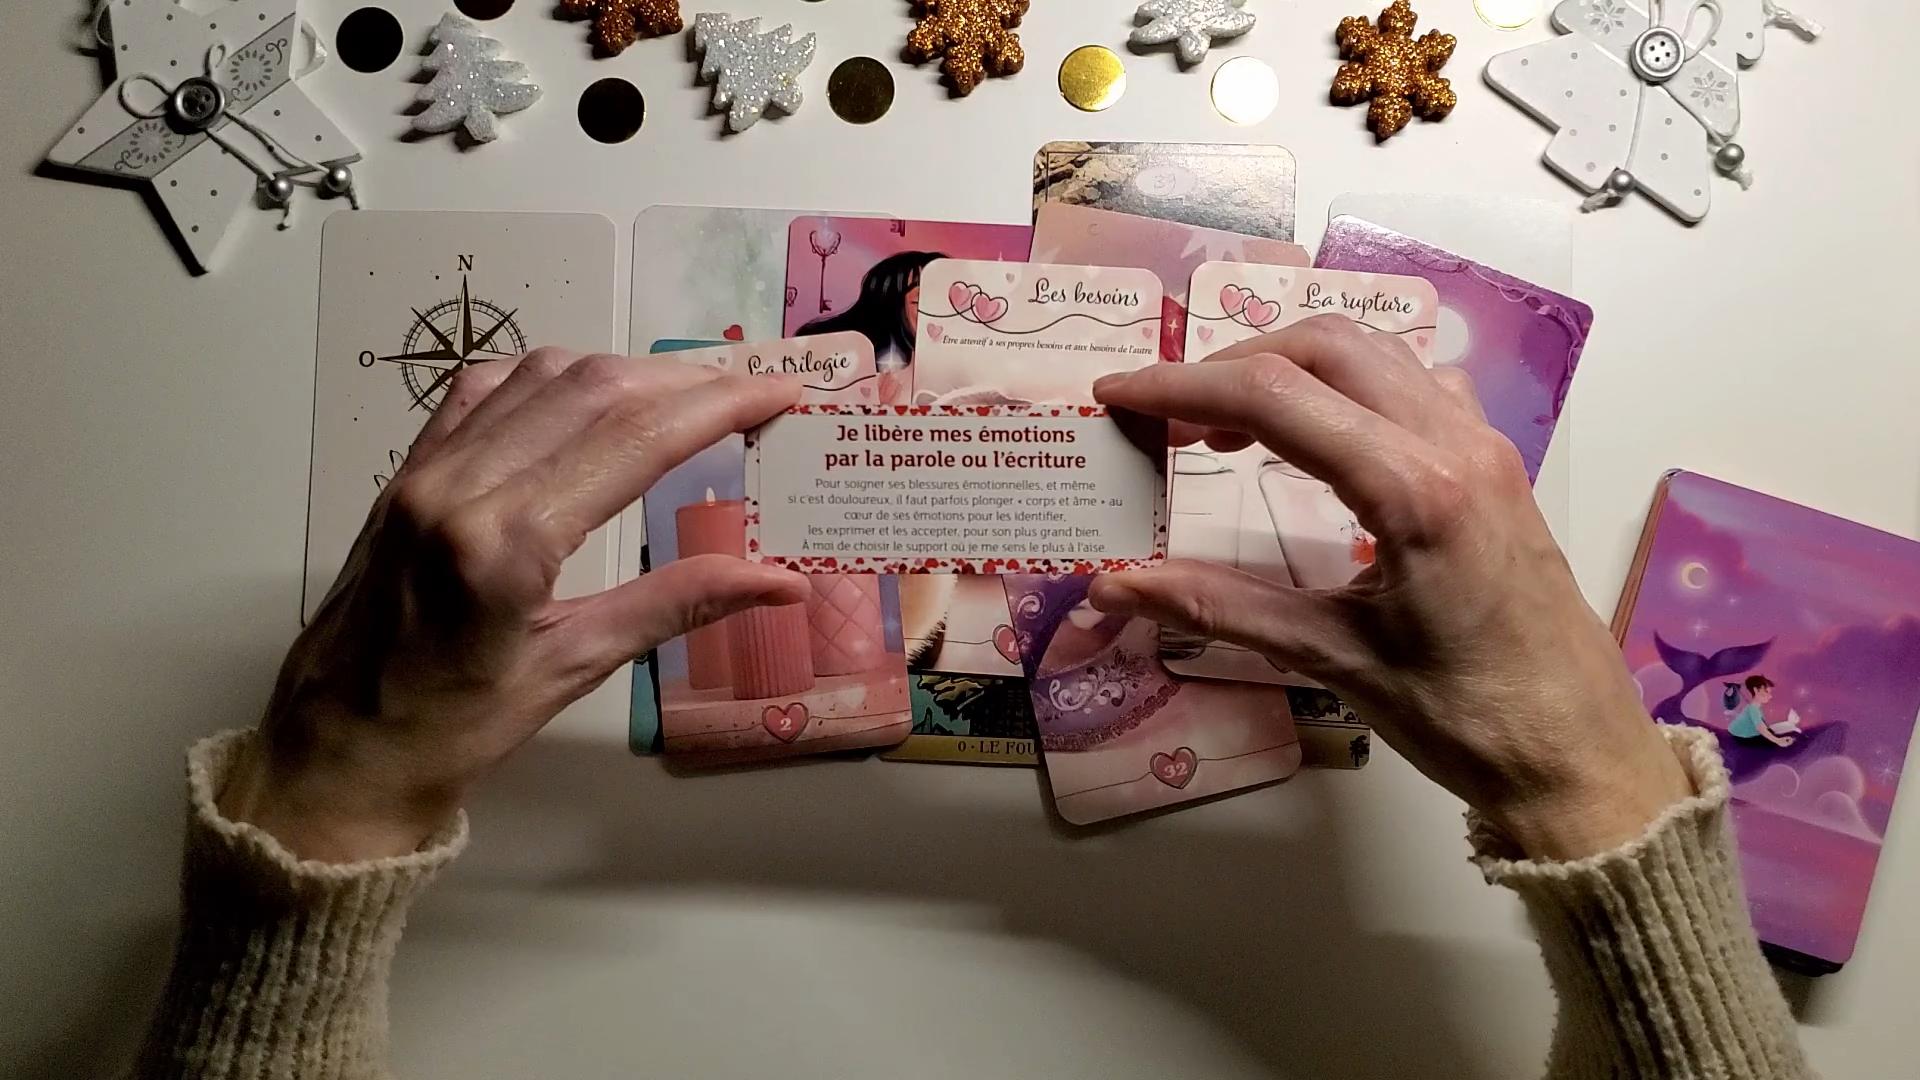 N
O
Les besoins
Etre attentif à ses propres besoins et aux besoins de l'autre
La rupture
La trilogie
Je libère mes émotions
par la parole ou l'écriture
Pour soigner ses blessures émotionnelles, et même
si c'est douloureux, il faut parfois plonger « corps et âme » au
cœur de ses émotions pour les identifier,
les exprimer et les accepter, pour son plus grand bien.
À moi de choisir le support où je me sens le plus à l'aise.
2
0 · LE FOU
32